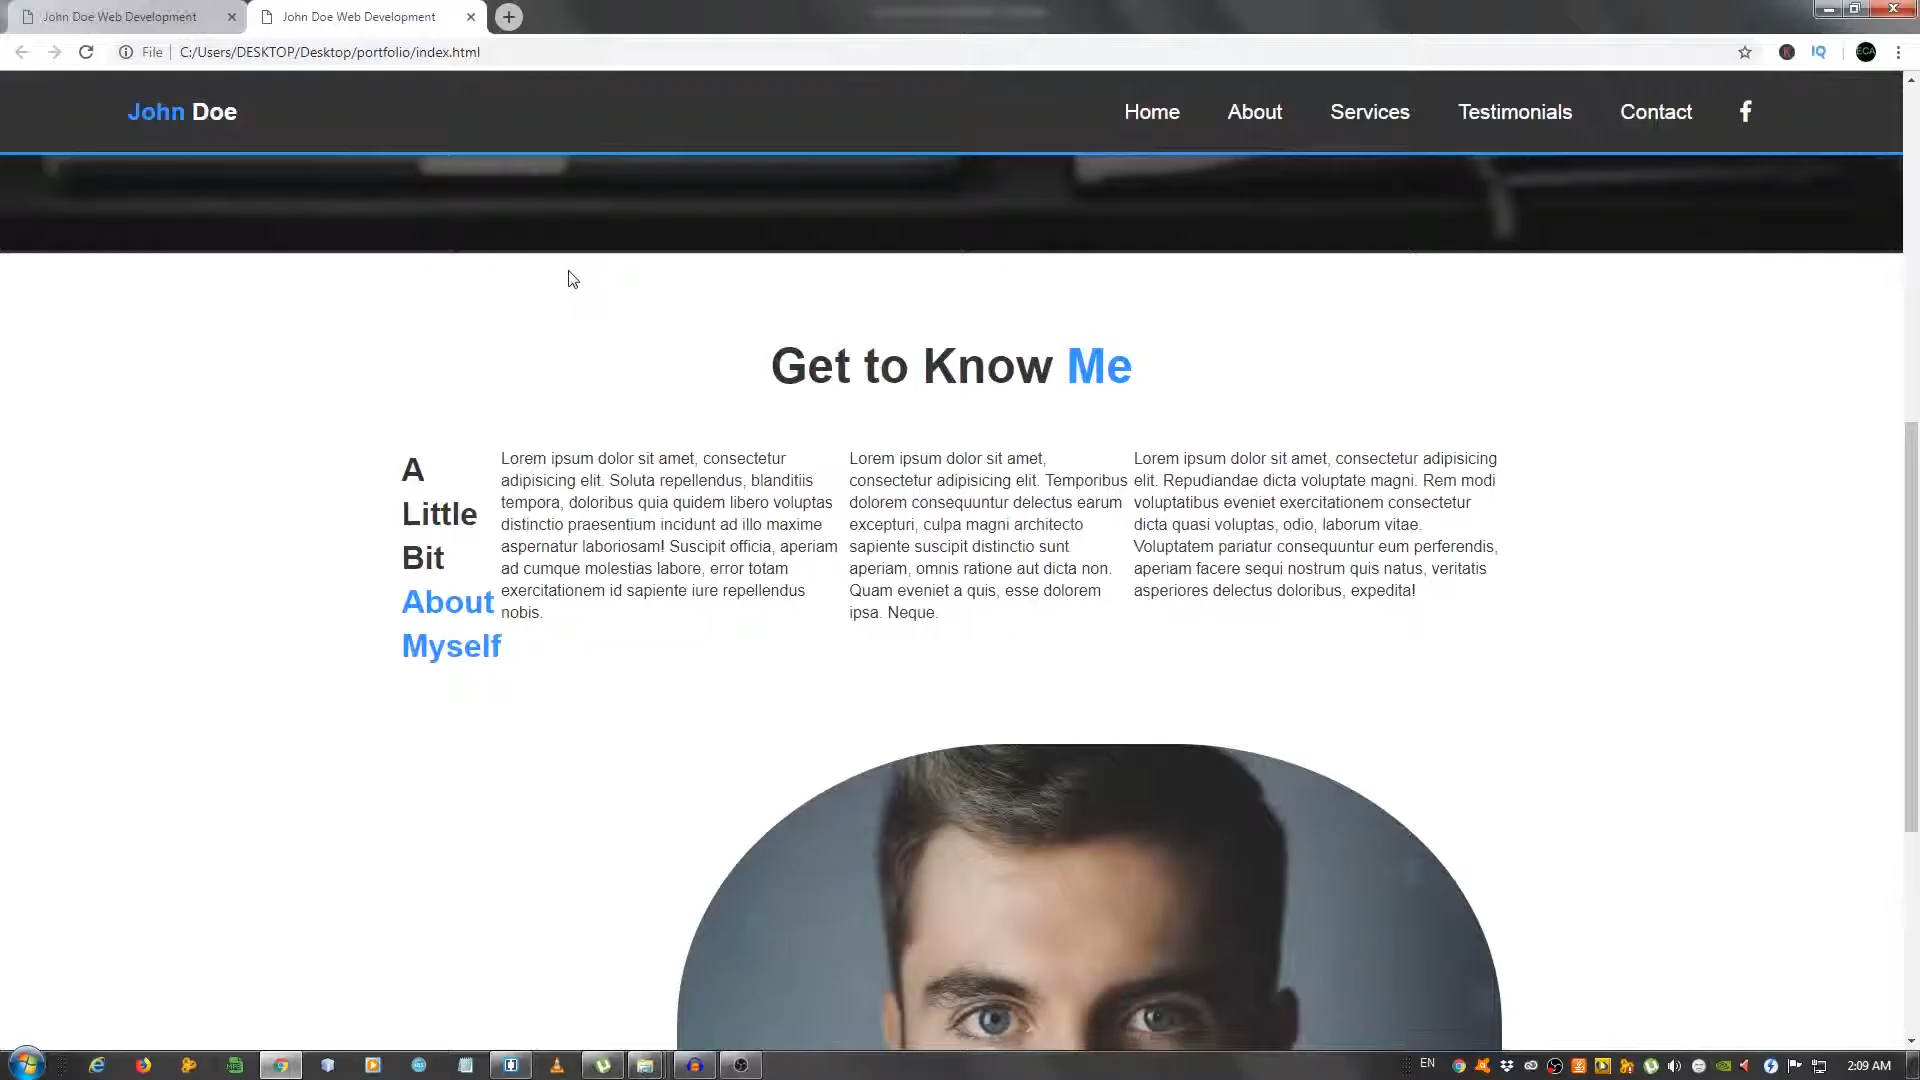 John Doe Web Development
John Doe Web Development
File
C:/Users/DESKTOP/Desktop/portfolio/index.html
IQ
ECA
John Doe
Home
About
Services
Testimonials
Contact
Get to Know Me
A
Little
Bit
About
Myself
Lorem ipsum dolor sit amet, consectetur
adipisicing elit. Soluta repellendus, blanditiis
tempora, doloribus quia quidem libero voluptas
distinctio praesentium incidunt ad illo maxime
aspernatur laboriosam! Suscipit officia, aperiam
ad cumque molestias labore, error totam
exercitationem id sapiente iure repellendus
nobis.
Lorem ipsum dolor sit amet,
consectetur adipisicing elit. Temporibus
dolorem consequuntur delectus earum
excepturi, culpa magni architecto
sapiente suscipit distinctio sunt
aperiam, omnis ratione aut dicta non.
Quam eveniet a quis, esse dolorem
ipsa. Neque.
Lorem ipsum dolor sit amet, consectetur adipisicing
elit. Repudiandae dicta voluptate magni. Rem modi
voluptatibus eveniet exercitationem consectetur
dicta quasi voluptas, odio, laborum vitae.
Voluptatem pariatur consequuntur eum perferendis,
aperiam facere sequi nostrum quis natus, veritatis
asperiores delectus doloribus, expedita!
EN
2:09 AM